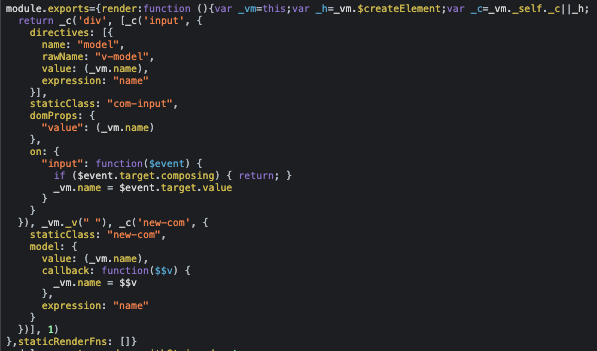 module.exports={render:function (){var _vm=this;var _h=_vm.$createElement;var _c=_vm._self._c||_h;
  return _c('div', [_c('input', {
    directives: [{
      name: "model",
      rawName: "v-model",
      value: (_vm.name),
      expression: "name"
    }],
    staticClass: "com-input",
    domProps: {
      "value": (_vm.name)
    },
    on: {
      "input": function($event) {
        if ($event.target.composing) { return; }
        _vm.name = $event.target.value
      }
    }
  }), _vm._v(" "), _c('new-com', {
    staticClass: "new-com",
    model: {
      value: (_vm.name),
      callback: function($$v) {
        _vm.name = $$v
      },
      expression: "name"
    }
  })], 1)
},staticRenderFns: []}